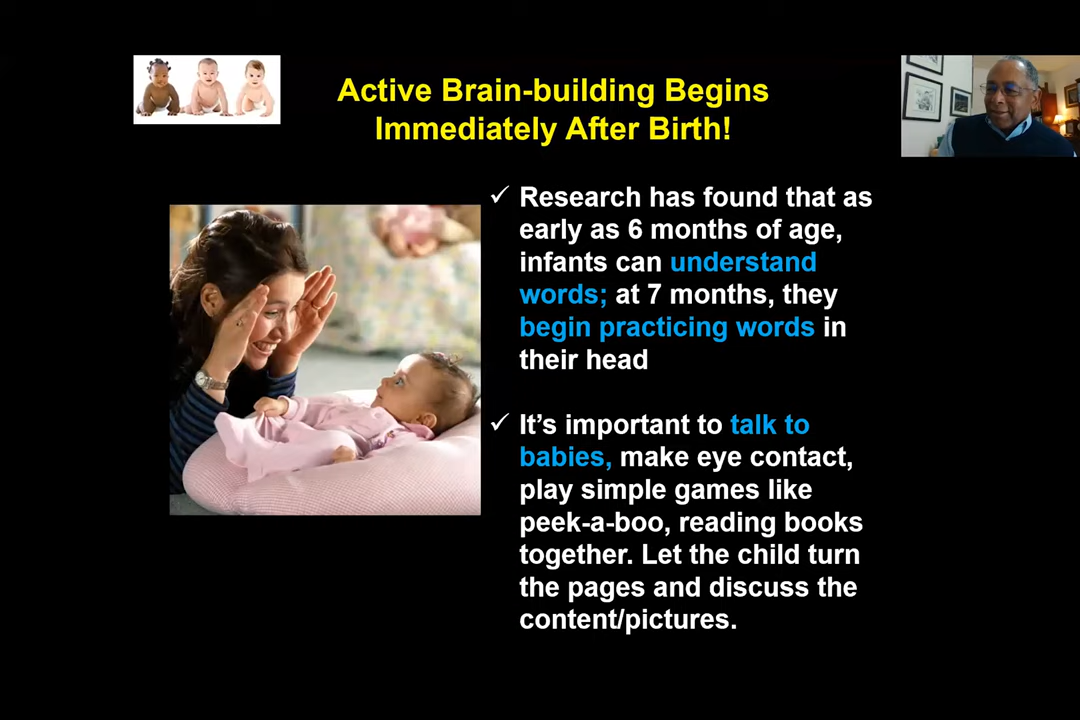 Active Brain-building Begins
Immediately After Birth!
✓ Research has found that as
early as 6 months of age,
infants can understand
words; at 7 months, they
begin practicing words in
their head
✓ It’s important to talk to
babies, make eye contact,
play simple games like
peek-a-boo, reading books
together. Let the child turn
the pages and discuss the
content/pictures.